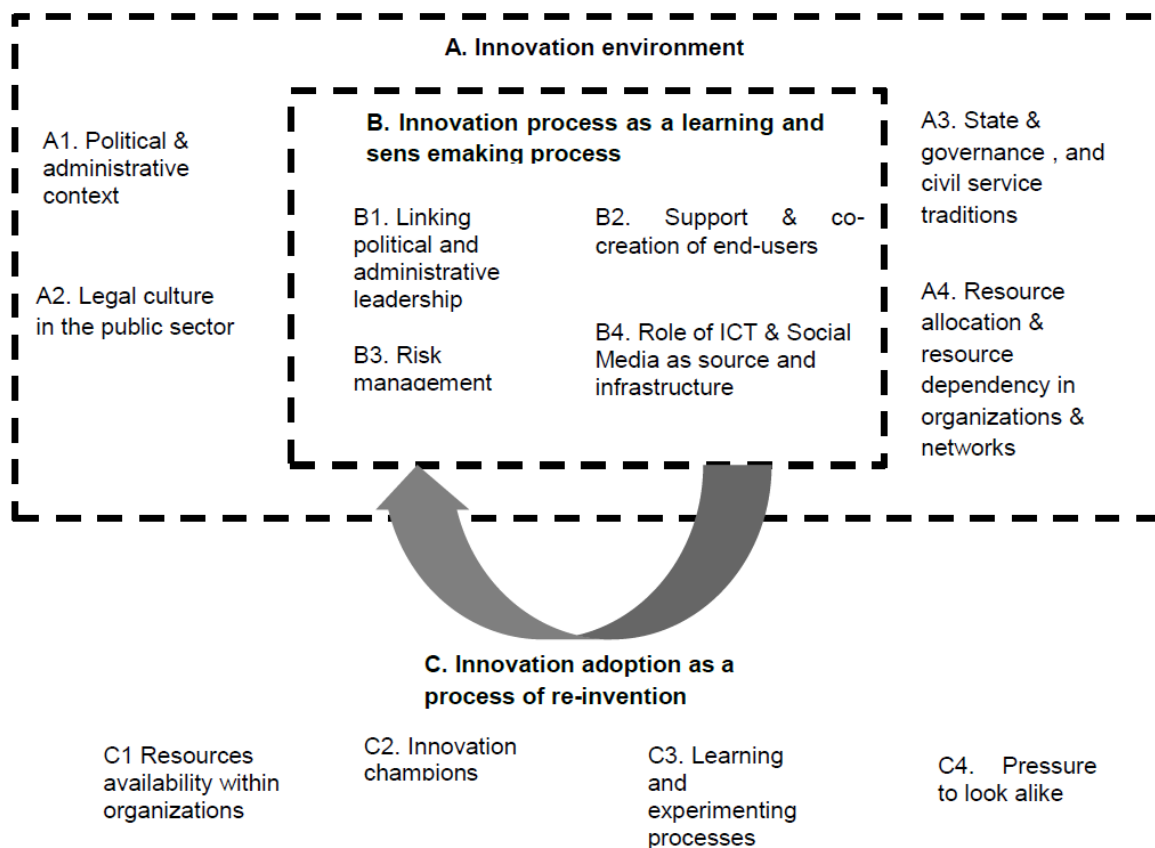 A. Innovation environment
A1. Political &
administrative
context
A2. Legal culture
in the public sector
B. Innovation process as a learning and
sens emaking process
B1. Linking
political and
administrative
leadership
B2. Support & co-
creation of end-users
B3. Risk
management
B4. Role of ICT & Social
Media as source and
infrastructure
A3. State &
governance , and
civil service
traditions
A4. Resource
allocation &
resource
dependency in
organizations &
networks
C. Innovation adoption as a
process of re-invention
C1 Resources
availability within
organizations
C2. Innovation
champions
C3. Learning
and
experimenting
processes
C4. Pressure
to look alike